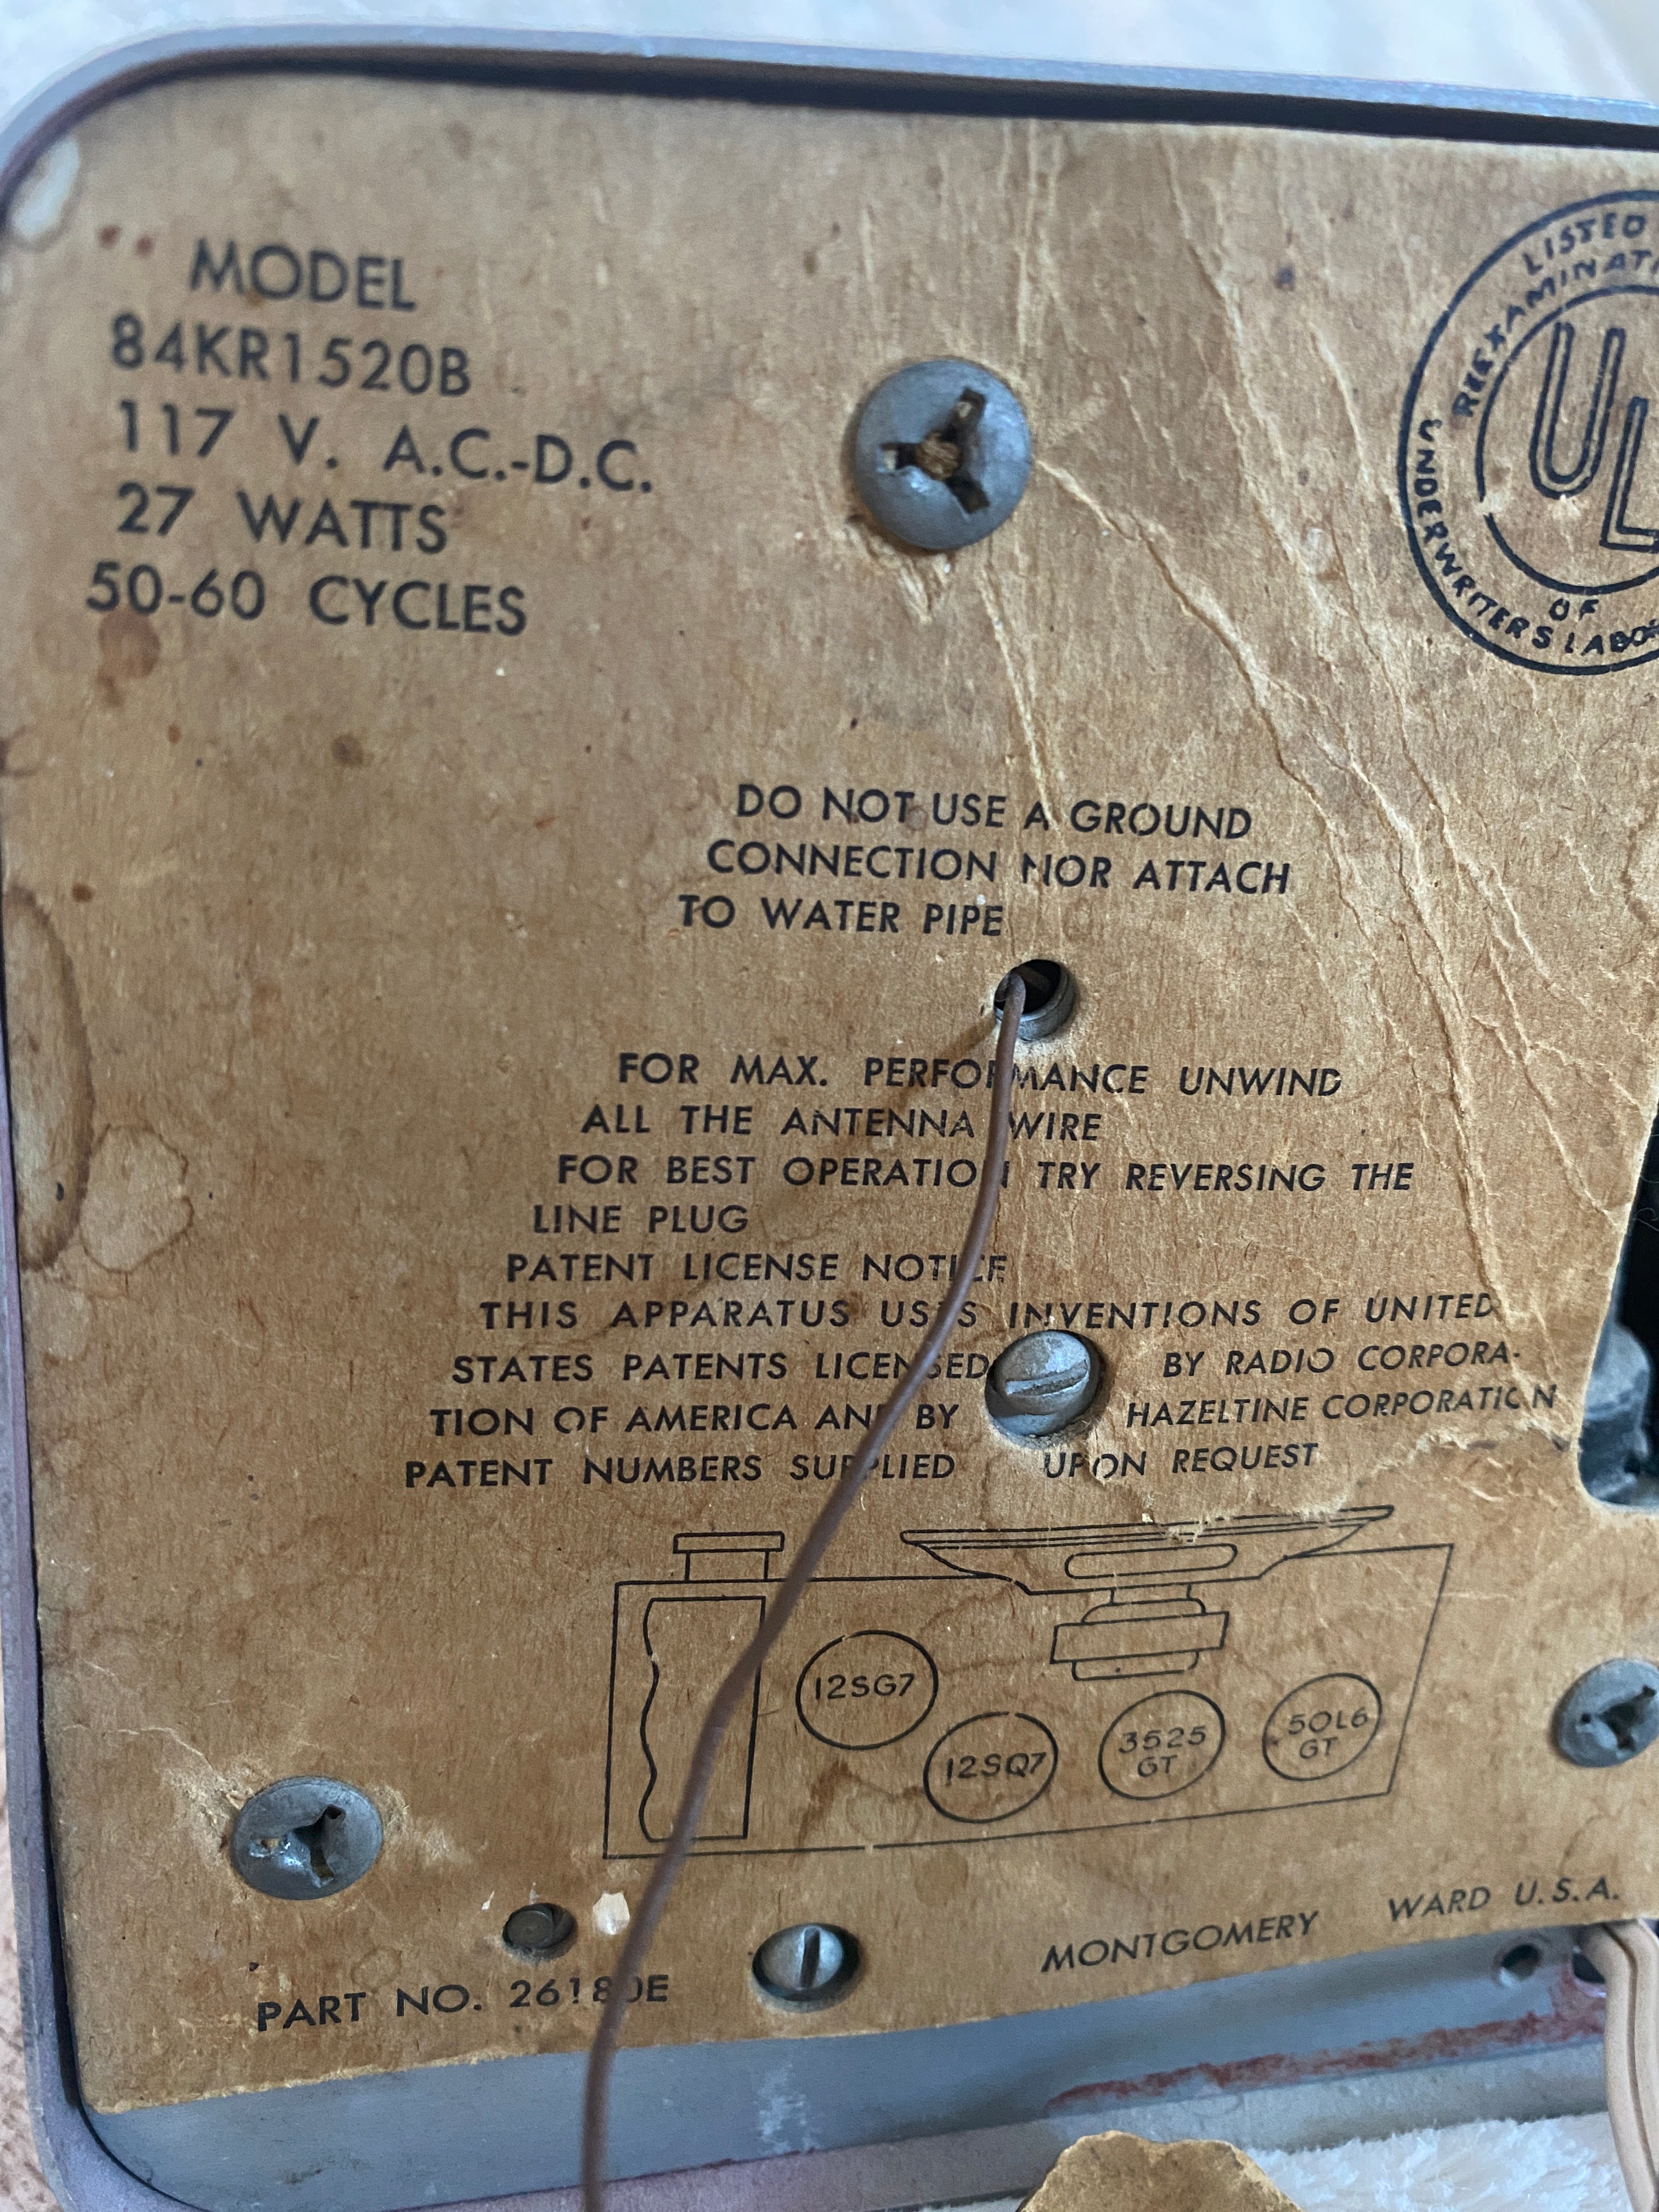 MODEL
84KR1520B
117 V. A.C.-D.C.
27 WATTS
50-60 CYCLES
LISTED
REEXAMINATI
UL
OF
UNDERWRITERS LABOR
DO NOT USE A GROUND
CONNECTION NOR ATTACH
TO WATER PIPE
FOR MAX. PERFORMANCE UNWIND
ALL THE ANTENNA WIRE
FOR BEST OPERATION TRY REVERSING THE
LINE PLUG
PATENT LICENSE NOTICE
THIS APPARATUS USES INVENTIONS OF UNITED
STATES PATENTS LICENSED BY RADIO CORPORA-
TION OF AMERICA AND BY HAZELTINE CORPORATION
PATENT NUMBERS SUPPLIED UPON REQUEST
12SG7
12SQ7
3525
GT
50L6
GT
MONTGOMERY WARD U.S.A.
PART NO. 26180E